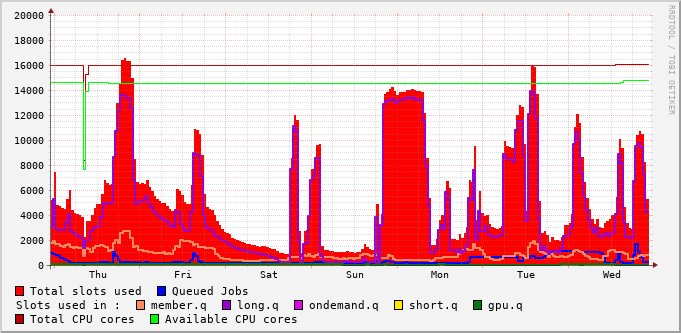 20000
18000
16000
14000
12000
10000
8000
6000
4000
2000
0
Thu Fri Sat Sun Mon Tue Wed
RRDTOOL / TOBI OETIKER
Total slots used Queued Jobs
Slots used in : member.q long.q ondemand.q short.q gpu.q
Total CPU cores Available CPU cores